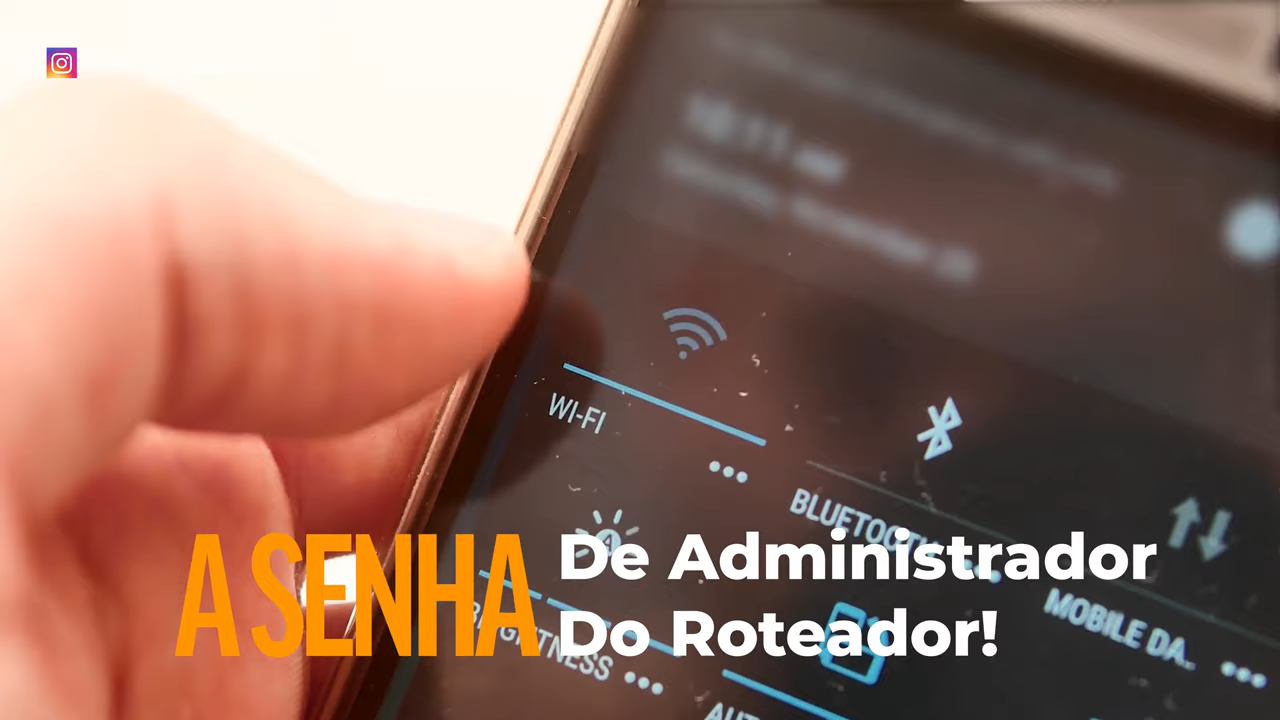 WI-FI
BLUETOOTH
MOBILE DA..
BRIGHTNESS
A SENHA
De Administrador
Do Roteador!